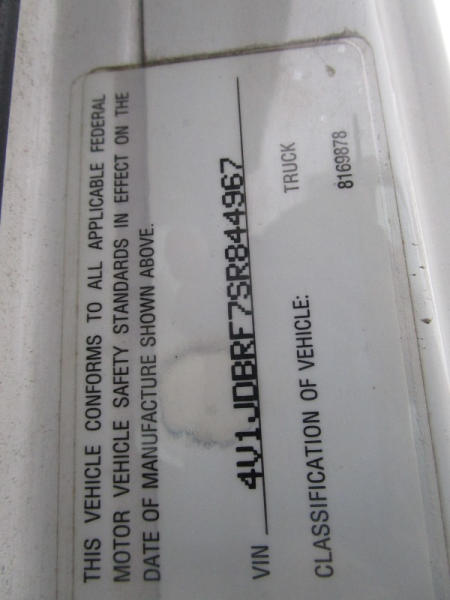 THIS VEHICLE CONFORMS TO ALL APPLICABLE FEDERAL
MOTOR VEHICLE SAFETY STANDARDS IN EFFECT ON THE
DATE OF MANUFACTURE SHOWN ABOVE.
VIN 4V1JDBRF7SR844967
CLASSIFICATION OF VEHICLE: TRUCK
8169878